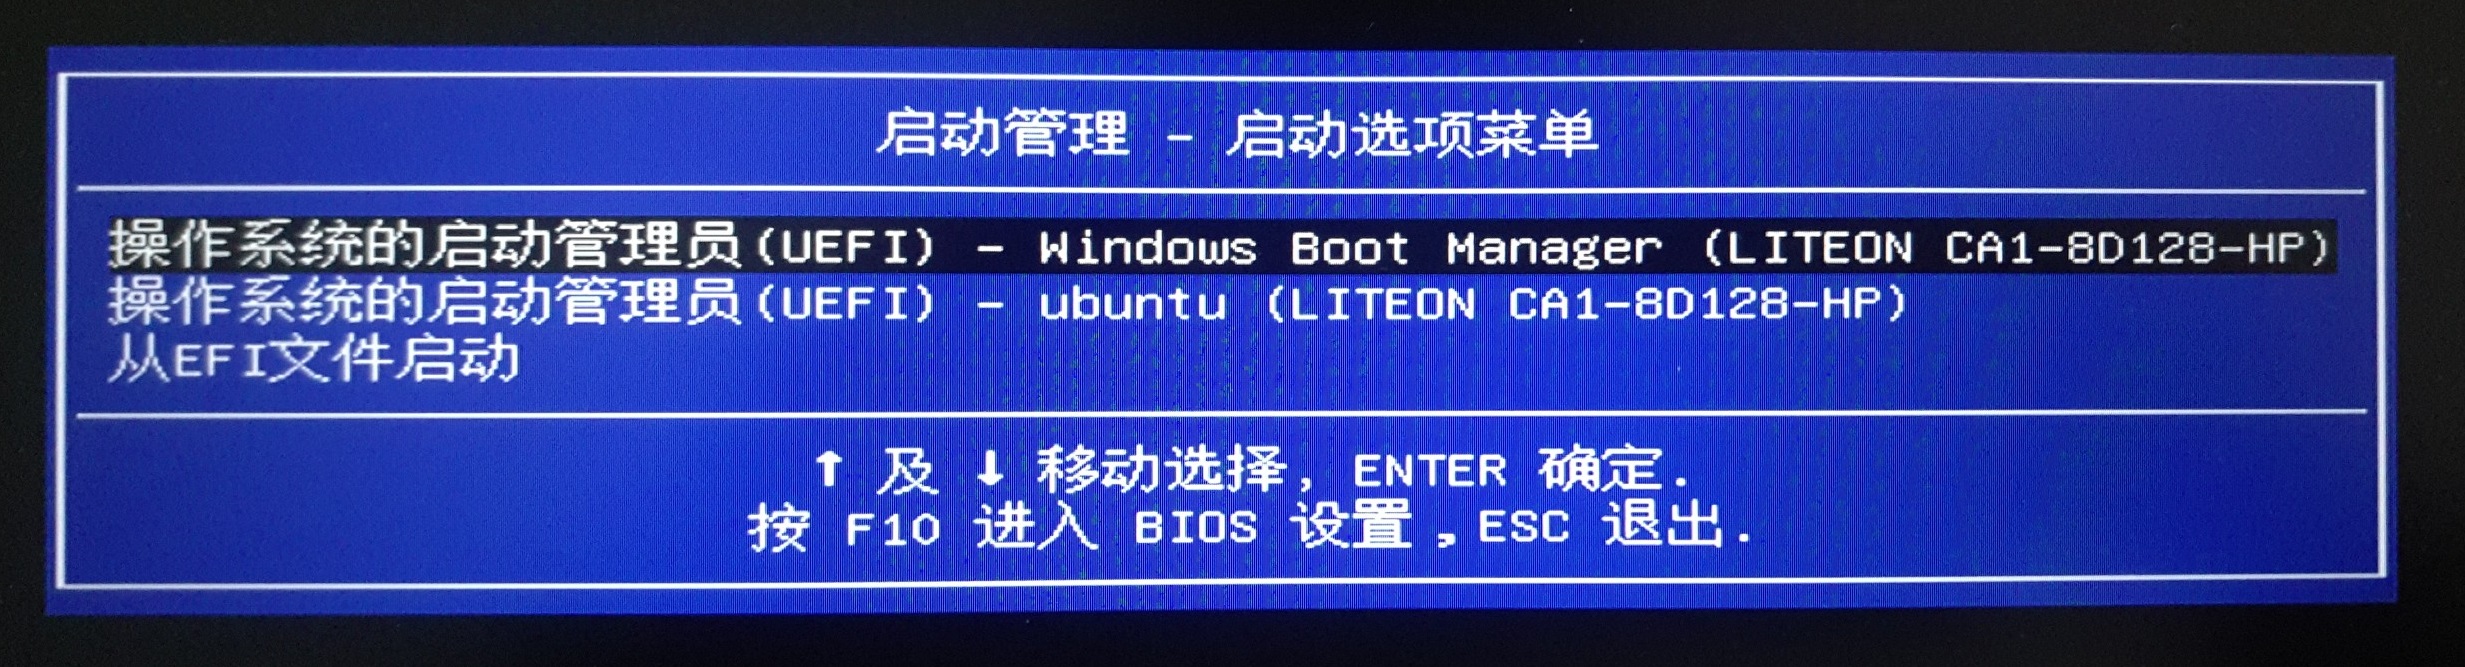 启动管理 - 启动选项菜单
操作系统的启动管理员(UEFI) - Windows Boot Manager (LITEON CA1-8D128-HP)
操作系统的启动管理员(UEFI) - ubuntu (LITEON CA1-8D128-HP)
从EFI文件启动
↑ 及 ↓ 移动选择, ENTER 确定.
按 F10 进入 BIOS 设置,ESC 退出.